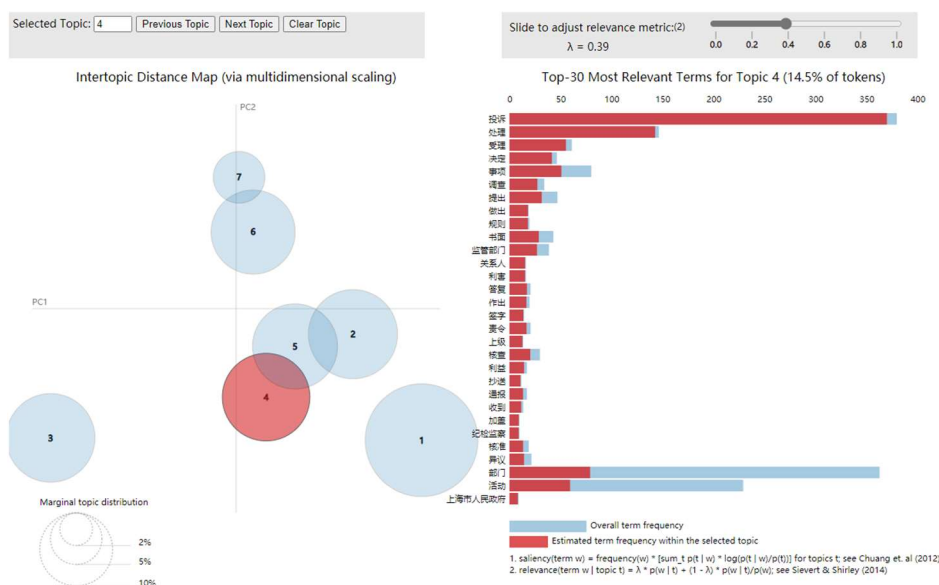 Selected Topic: 4 Previous Topic Next Topic Clear Topic
Slide to adjust relevance metric:(2)
λ = 0.39
0.0 0.2 0.4 0.6 0.8 1.0
Intertopic Distance Map (via multidimensional scaling)
PC2
PC1
7
6
2
5
4
3
1
Marginal topic distribution
2%
5%
10%
Top-30 Most Relevant Terms for Topic 4 (14.5% of tokens)
0 50 100 150 200 250 300 350 400
投诉
处理
受理
决定
事项
调查
提出
做出
规则
书面
监管部门
关系人
利害
答复
作出
签字
责令
上级
核查
利益
抄送
通报
收到
加盖
纪检监察
核准
异议
部门
活动
上海市人民政府
Overall term frequency
Estimated term frequency within the selected topic
1. saliency(term w) = frequency(w) * [sum_t p(t | w) * log(p(t | w)/p(t))] for topics t; see Chuang et. al (2012)
2. relevance(term w | topic t) = λ * p(w | t) + (1 - λ) * p(w | t)/p(w); see Sievert & Shirley (2014)